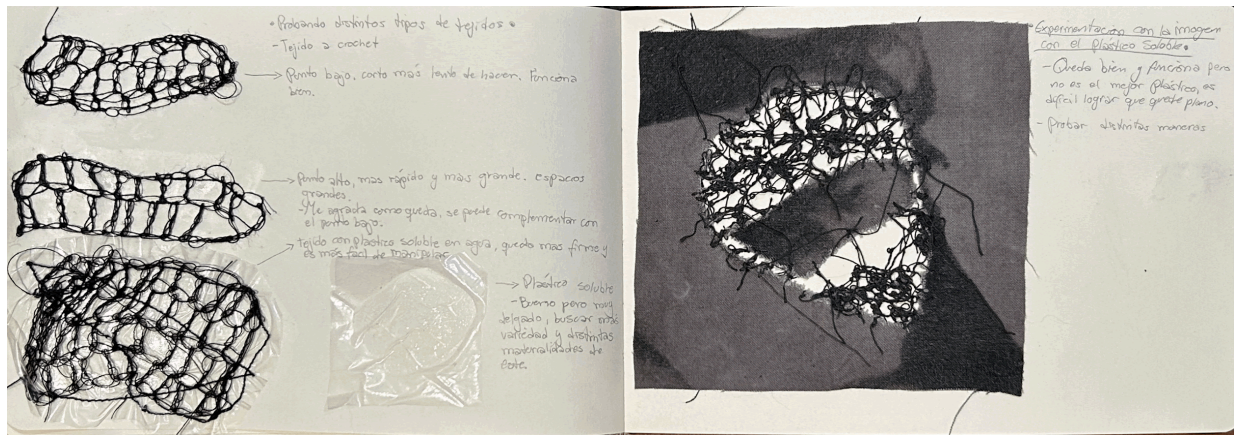 • Probando distintos tipos de tejidos •
- Tejido a crochet
→ Punto bajo, corto más lento de hacer. Funciona
bien.
→ Punto alto, mas rápido y mas grande. espacios
grandes.
- Me agrada como queda, se puede complementar con
el punto bajo.
→ Tejido con plastico soluble en agua, quedo mas firme y
es más fácil de manipular
→ Plástico soluble
- Bueno pero muy
delgado, buscar más
variedad y distintas
materialidades de
este.
• Experimentación con la imagen
con el Plástico Soluble •
- Queda bien y funciona pero
no es el mejor plástico, es
difícil lograr que quede plano.
- Probar distintas maneras